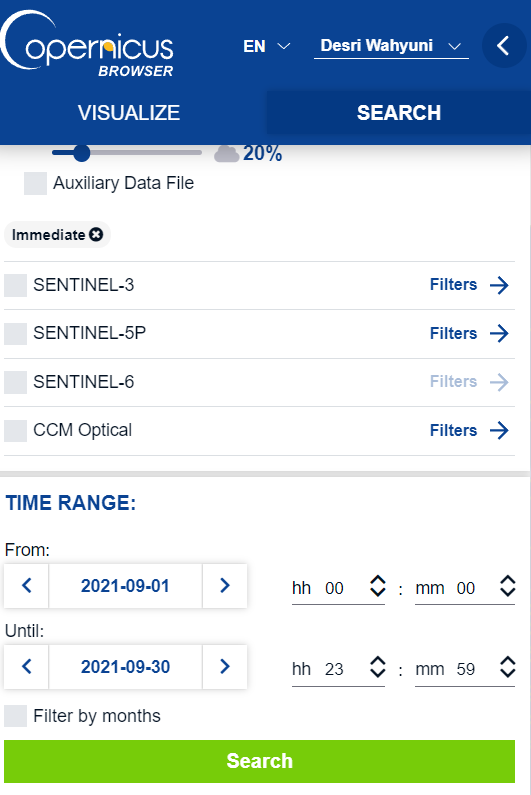 Copernicus
BROWSER
EN
Desri Wahyuni
VISUALIZE
SEARCH
20%
Auxiliary Data File
Immediate
SENTINEL-3 Filters
SENTINEL-5P Filters
SENTINEL-6 Filters
CCM Optical Filters
TIME RANGE:
From:
2021-09-01 hh 00 : mm 00
Until:
2021-09-30 hh 23 : mm 59
Filter by months
Search